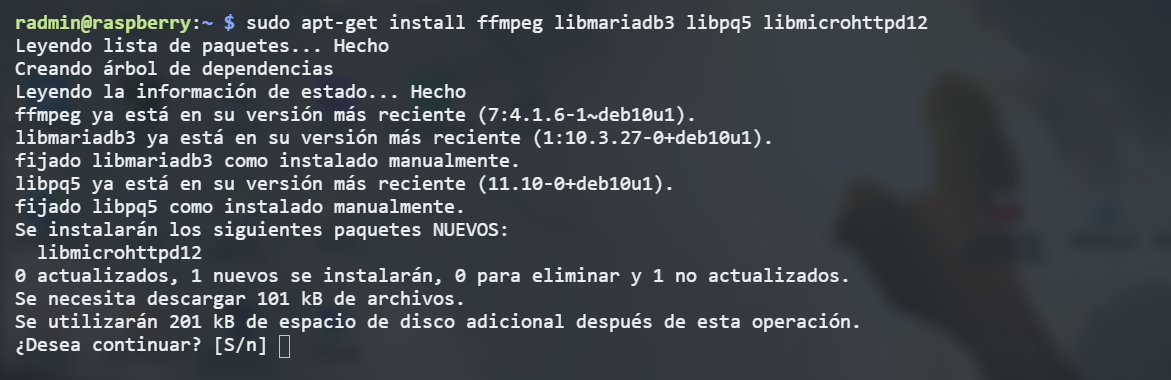 radmin@raspberry:~ $ sudo apt-get install ffmpeg libmariadb3 libpq5 libmicrohttpd12
Leyendo lista de paquetes... Hecho
Creando árbol de dependencias
Leyendo la información de estado... Hecho
ffmpeg ya está en su versión más reciente (7:4.1.6-1~deb10u1).
libmariadb3 ya está en su versión más reciente (1:10.3.27-0+deb10u1).
fijado libmariadb3 como instalado manualmente.
libpq5 ya está en su versión más reciente (11.10-0+deb10u1).
fijado libpq5 como instalado manualmente.
Se instalarán los siguientes paquetes NUEVOS:
  libmicrohttpd12
0 actualizados, 1 nuevos se instalarán, 0 para eliminar y 1 no actualizados.
Se necesita descargar 101 kB de archivos.
Se utilizarán 201 kB de espacio de disco adicional después de esta operación.
¿Desea continuar? [S/n]